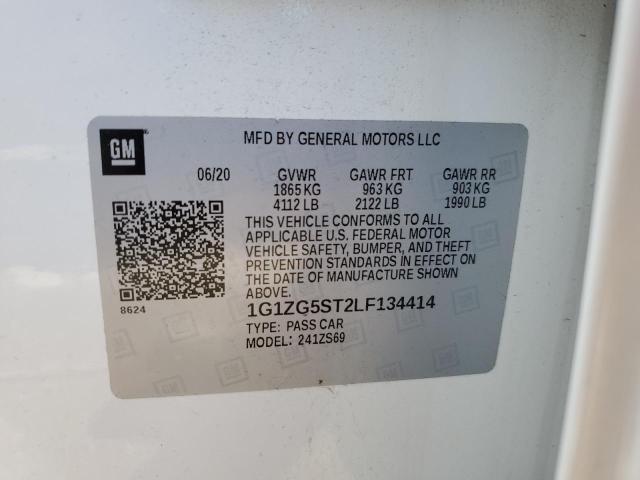 GM
MFD BY GENERAL MOTORS LLC
06/20 GVWR GAWR FRT GAWR RR
1865 KG 963 KG 903 KG
4112 LB 2122 LB 1990 LB
THIS VEHICLE CONFORMS TO ALL
APPLICABLE U.S. FEDERAL MOTOR
VEHICLE SAFETY, BUMPER, AND THEFT
PREVENTION STANDARDS IN EFFECT ON
THE DATE OF MANUFACTURE SHOWN
ABOVE.
8624
1G1ZG5ST2LF134414
TYPE: PASS CAR
MODEL: 241ZS69